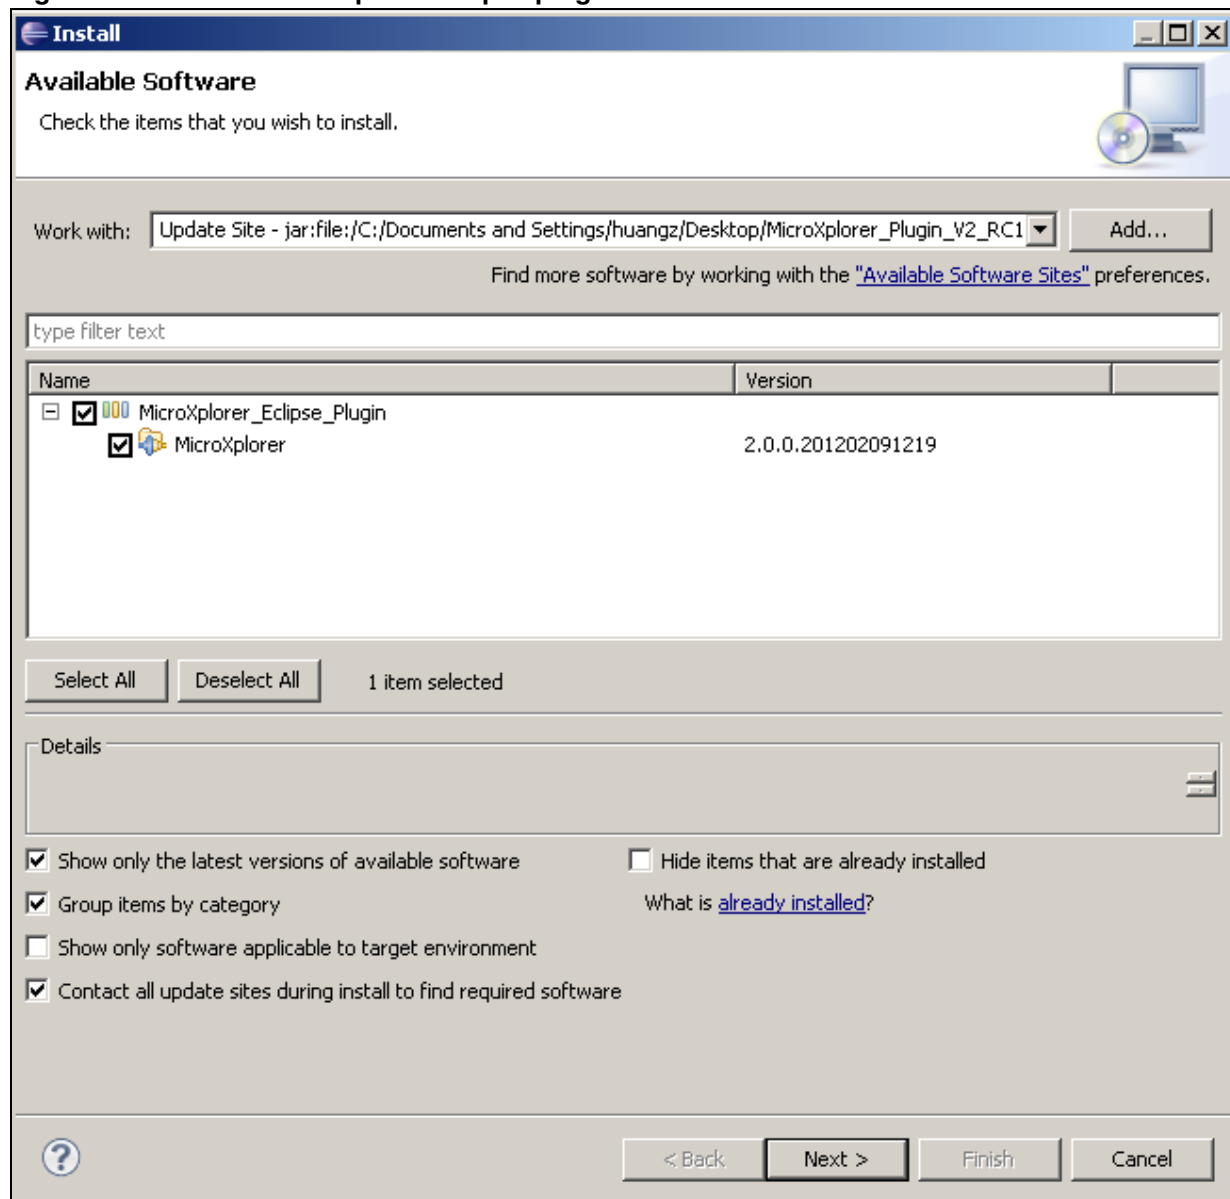 Install
Available Software
Check the items that you wish to install.
Work with: Update Site - jar:file:/C:/Documents and Settings/huangz/Desktop/MicroXplorer_Plugin_V2_RC1 Add...
Find more software by working with the "Available Software Sites" preferences.
type filter text
Name Version
MicroXplorer_Eclipse_Plugin
MicroXplorer 2.0.0.201202091219
Select All Deselect All 1 item selected
Details
Show only the latest versions of available software Hide items that are already installed
Group items by category What is already installed?
Show only software applicable to target environment
Contact all update sites during install to find required software
? < Back Next > Finish Cancel